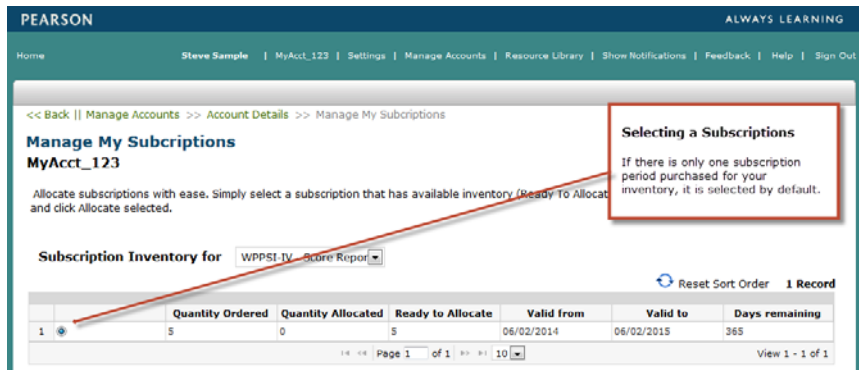 PEARSON ALWAYS LEARNING
Home Steve Sample | MyAcct_123 | Settings | Manage Accounts | Resource Library | Show Notifications | Feedback | Help | Sign Out
<< Back || Manage Accounts >> Account Details >> Manage My Subcriptions
Manage My Subcriptions
MyAcct_123
Selecting a Subscriptions
If there is only one subscription
period purchased for your
inventory, it is selected by default.
Allocate subscriptions with ease. Simply select a subscription that has available inventory (Ready To Allocat
and click Allocate selected.
Subscription Inventory for WPPSI-IV - Score Repor
Reset Sort Order 1 Record
Quantity Ordered Quantity Allocated Ready to Allocate Valid from Valid to Days remaining
1 5 0 5 06/02/2014 06/02/2015 365
Page 1 of 1 10 View 1 - 1 of 1